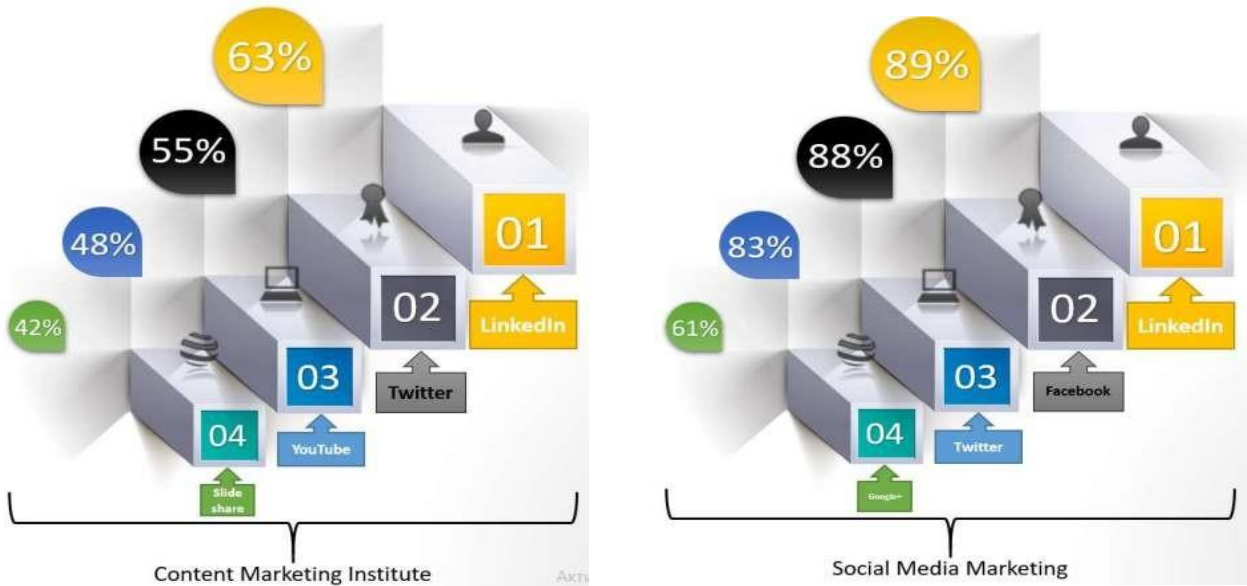 63%
55%
48%
42%
01
LinkedIn
02
Twitter
03
YouTube
04
Slide
share
Content Marketing Institute
Акти
89%
88%
83%
61%
01
LinkedIn
02
Facebook
03
Twitter
04
Google+
Social Media Marketing